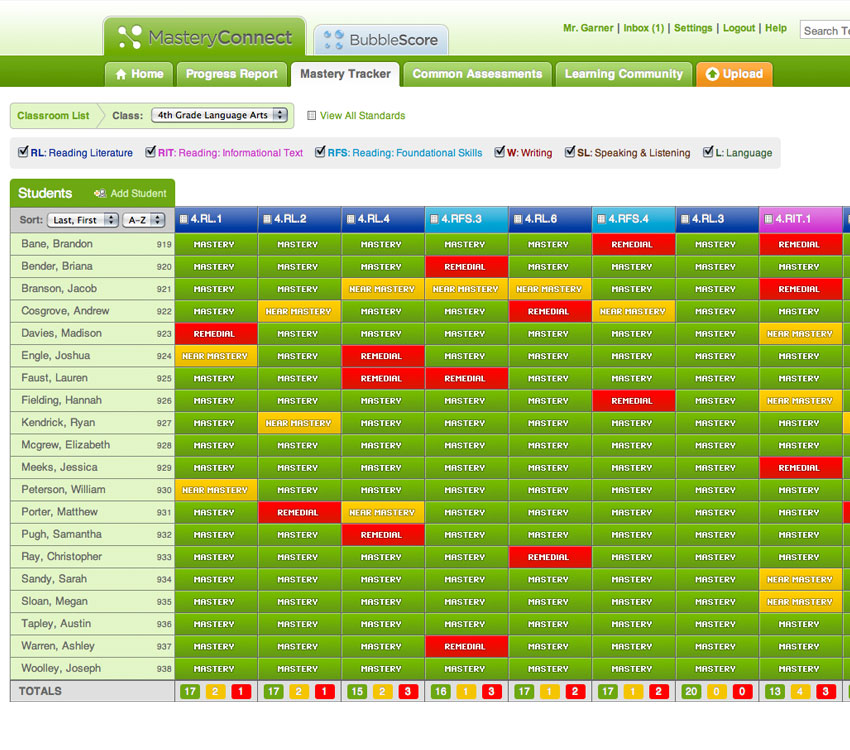 Mr. Garner | Inbox (1) | Settings | Logout | Help
MasteryConnect BubbleScore
Home Progress Report Mastery Tracker Common Assessments Learning Community Upload
Classroom List Class: 4th Grade Language Arts View All Standards
RL: Reading Literature RIT: Reading: Informational Text RFS: Reading: Foundational Skills W: Writing SL: Speaking & Listening L: Language
Students Add Student
Sort: Last, First A-Z 4.RL.1 4.RL.2 4.RL.4 4.RFS.3 4.RL.6 4.RFS.4 4.RL.3 4.RIT.1
Bane, Brandon 919 MASTERY MASTERY MASTERY MASTERY MASTERY REMEDIAL MASTERY REMEDIAL
Bender, Briana 920 MASTERY MASTERY MASTERY REMEDIAL MASTERY MASTERY MASTERY MASTERY
Branson, Jacob 921 MASTERY MASTERY NEAR MASTERY NEAR MASTERY NEAR MASTERY MASTERY MASTERY REMEDIAL
Cosgrove, Andrew 922 MASTERY NEAR MASTERY MASTERY MASTERY REMEDIAL NEAR MASTERY MASTERY MASTERY
Davies, Madison 923 REMEDIAL MASTERY MASTERY MASTERY MASTERY MASTERY MASTERY NEAR MASTERY
Engle, Joshua 924 NEAR MASTERY MASTERY REMEDIAL MASTERY MASTERY MASTERY MASTERY MASTERY
Faust, Lauren 925 MASTERY MASTERY REMEDIAL REMEDIAL MASTERY MASTERY MASTERY MASTERY
Fielding, Hannah 926 MASTERY MASTERY MASTERY MASTERY MASTERY REMEDIAL MASTERY NEAR MASTERY
Kendrick, Ryan 927 MASTERY NEAR MASTERY MASTERY MASTERY MASTERY MASTERY MASTERY MASTERY
Mcgrew, Elizabeth 928 MASTERY MASTERY MASTERY MASTERY MASTERY MASTERY MASTERY MASTERY
Meeks, Jessica 929 MASTERY MASTERY MASTERY MASTERY MASTERY MASTERY MASTERY REMEDIAL
Peterson, William 930 NEAR MASTERY MASTERY MASTERY MASTERY MASTERY MASTERY MASTERY MASTERY
Porter, Matthew 931 MASTERY REMEDIAL NEAR MASTERY MASTERY MASTERY MASTERY MASTERY MASTERY
Pugh, Samantha 932 MASTERY MASTERY REMEDIAL MASTERY MASTERY MASTERY MASTERY MASTERY
Ray, Christopher 933 MASTERY MASTERY MASTERY MASTERY REMEDIAL MASTERY MASTERY MASTERY
Sandy, Sarah 934 MASTERY MASTERY MASTERY MASTERY MASTERY MASTERY MASTERY NEAR MASTERY
Sloan, Megan 935 MASTERY MASTERY MASTERY MASTERY MASTERY MASTERY MASTERY NEAR MASTERY
Tapley, Austin 936 MASTERY MASTERY MASTERY MASTERY MASTERY MASTERY MASTERY MASTERY
Warren, Ashley 937 MASTERY MASTERY MASTERY REMEDIAL MASTERY MASTERY MASTERY MASTERY
Woolley, Joseph 938 MASTERY MASTERY MASTERY MASTERY MASTERY MASTERY MASTERY MASTERY
TOTALS 17 2 1 17 2 1 15 2 3 16 1 3 17 1 2 17 1 2 20 0 0 13 4 3